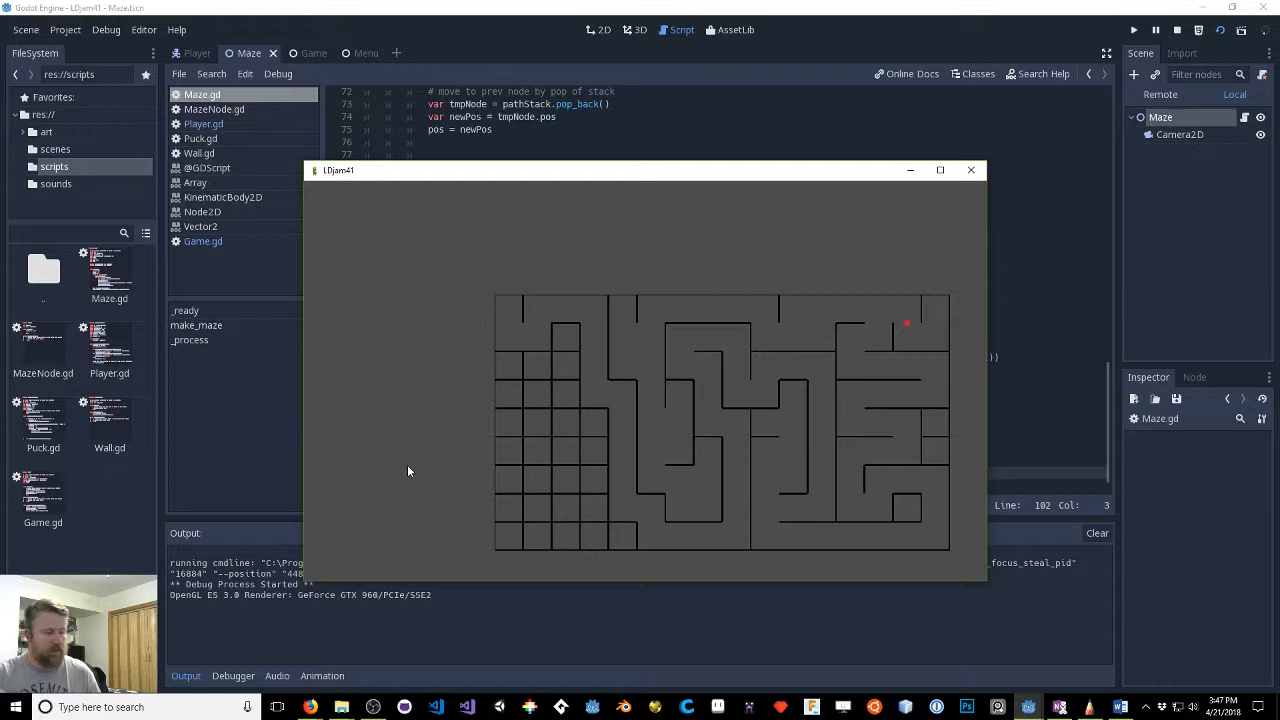 Godot Engine - LDjam41 - Maze.tscn
Scene Project Debug Editor Help
2D 3D Script AssetLib
FileSystem
Player Maze Game Menu
Scene Import
res://scripts
File Search Edit Debug
Online Docs Classes Search Help
Filter nodes
Favorites:
res://
art
scenes
scripts
sounds
Maze.gd
MazeNode.gd
Player.gd
Puck.gd
Wall.gd
@GDScript
Array
KinematicBody2D
Node2D
Vector2
Game.gd
72 # move to prev node by pop of stack
73 var tmpNode = pathStack.pop_back()
74 var newPos = tmpNode.pos
75 pos = newPos
76
77
Remote Local
Maze
Camera2D
LDjam41
..
Maze.gd
MazeNode.gd
Player.gd
Puck.gd
Wall.gd
Game.gd
_ready
make_maze
_process
))
Inspector Node
Maze.gd
Line: 102 Col: 3
Output:
Clear
running cmdline: "C:\Prog
_focus_steal_pid"
"16884" "--position" "448
** Debug Process Started **
OpenGL ES 3.0 Renderer: GeForce GTX 960/PCIe/SSE2
Output Debugger Audio Animation
Type here to search
3:47 PM
4/21/2018